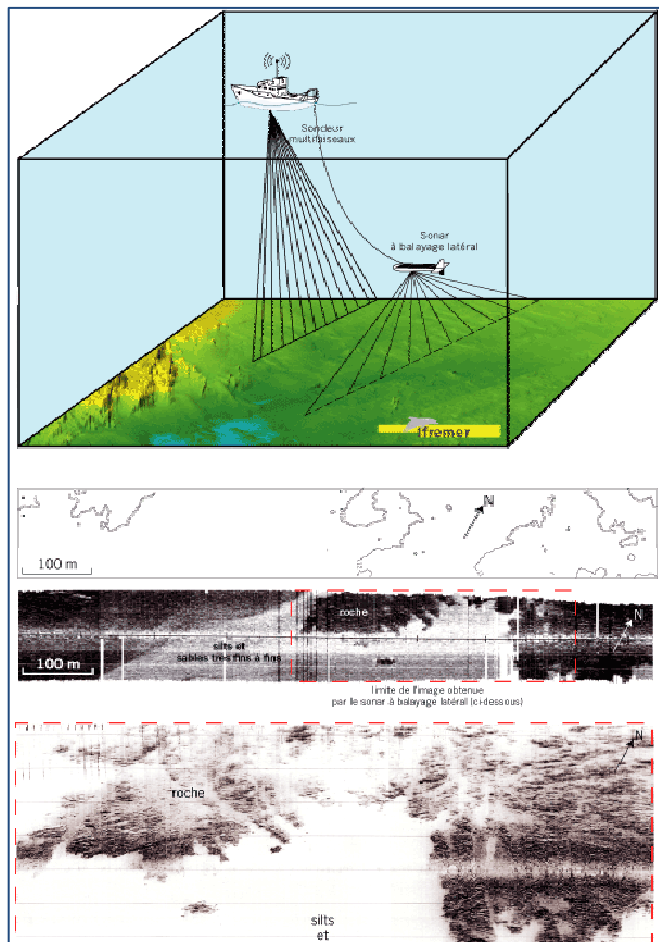 Sondeur
multifaisceaux
Sonar
à balayage latéral
ifremer
N
100 m
roche
N
silts et
sables très fins à fins
100 m
limite de l'image obtenue
par le sonar à balayage latéral (ci-dessous)
N
roche
silts
et